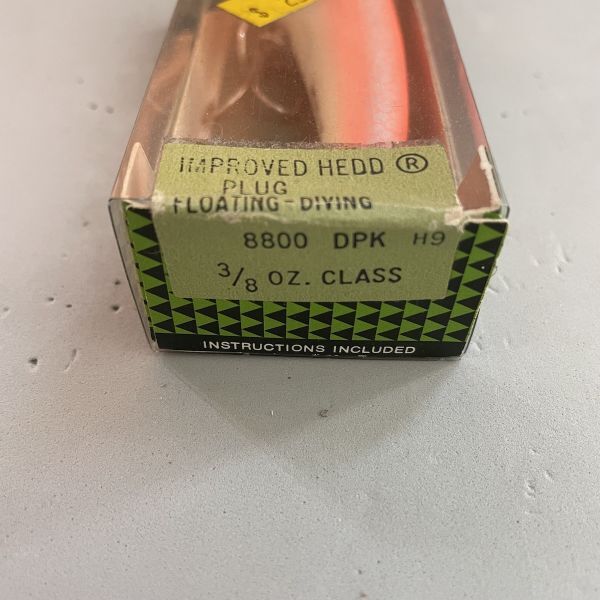 $
IMPROVED HEDD ®
PLUG
FLOATING-DIVING
8800 DPK H9
3/8 OZ. CLASS
INSTRUCTIONS INCLUDED